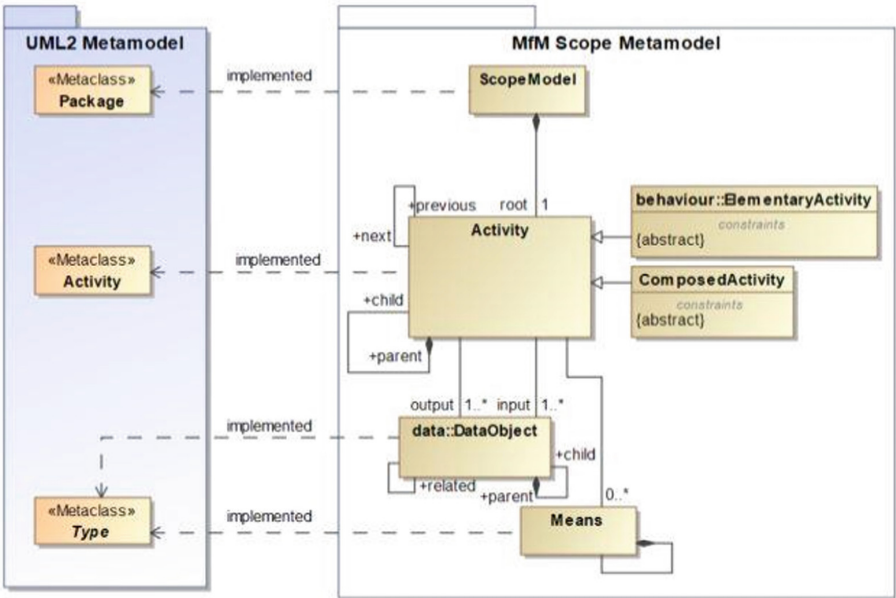 UML2 Metamodel
MfM Scope Metamodel
«Metaclass»
Package
implemented
ScopeModel
+previous
root
1
+next
Activity
behaviour::ElementaryActivity
constraints
{abstract}
«Metaclass»
Activity
implemented
ComposedActivity
constraints
{abstract}
+child
+parent
output
1..*
input
1..*
implemented
data::DataObject
+child
+related
+parent
0..*
«Metaclass»
Type
implemented
Means